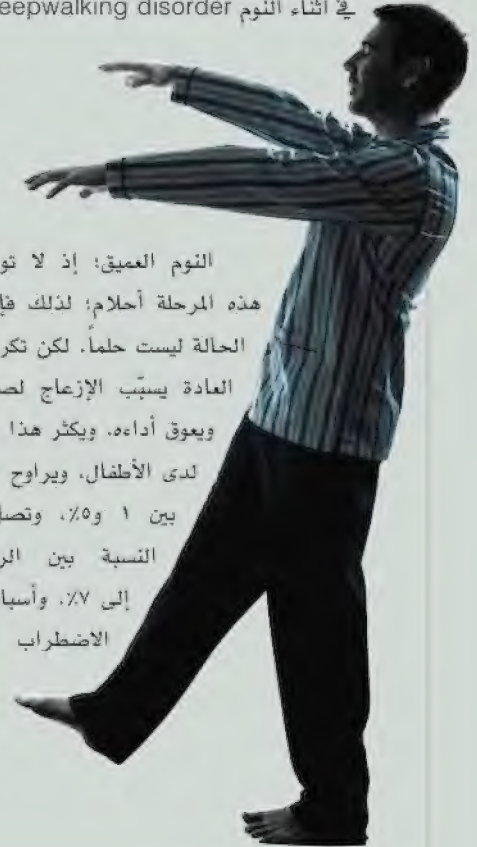 في أثناء النوم eepwalking disorder
النوم العميق؛ إذ لا تو
هذه المرحلة أحلام؛ لذلك فإ
الحالة ليست حلماً. لكن تكر
العادة يسبّب الإزعاج لص
ويعوق أداءه. ويكثر هذا
لدى الأطفال، ويراوح
بين ١ و٥٪، وتصل
النسبة بين الر
إلى ٧٪. وأسبا
الاضطراب